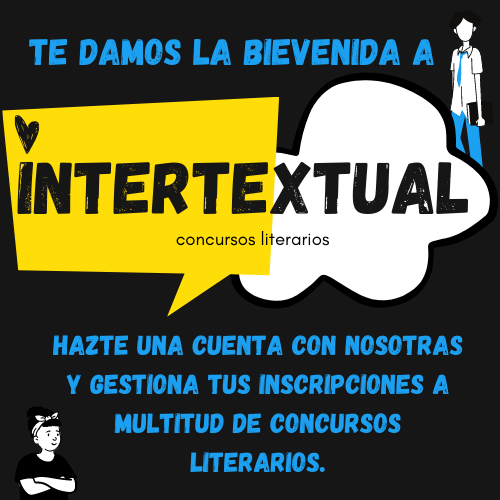 TE DAMOS LA BIEVENIDA A
INTERTEXTUAL
concursos literarios
HAZTE UNA CUENTA CON NOSOTRAS
Y GESTIONA TUS INSCRIPCIONES A
MULTITUD DE CONCURSOS
LITERARIOS.